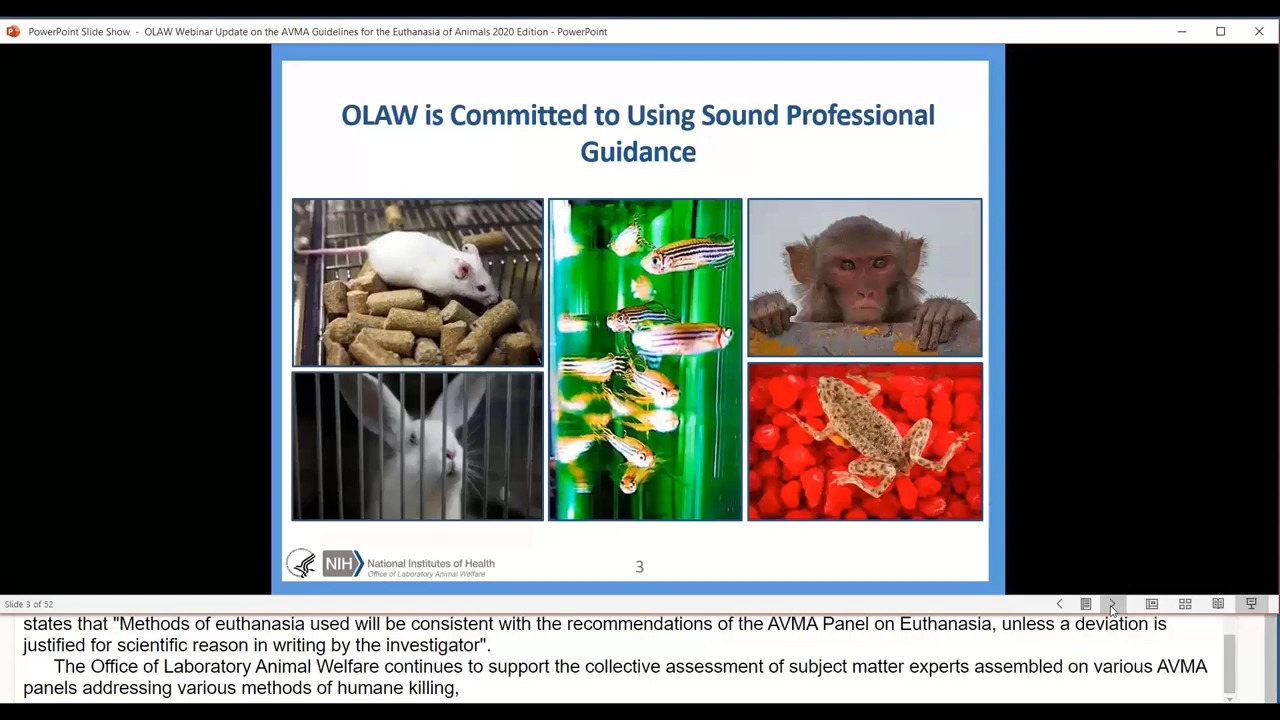 PowerPoint Slide Show - OLAW Webinar Update on the AVMA Guidelines for the Euthanasia of Animals 2020 Edition - PowerPoint
OLAW is Committed to Using Sound Professional
Guidance
NIH National Institutes of Health
Office of Laboratory Animal Welfare
3
Slide 3 of 52
states that "Methods of euthanasia used will be consistent with the recommendations of the AVMA Panel on Euthanasia, unless a deviation is
justified for scientific reason in writing by the investigator".
The Office of Laboratory Animal Welfare continues to support the collective assessment of subject matter experts assembled on various AVMA
panels addressing various methods of humane killing,